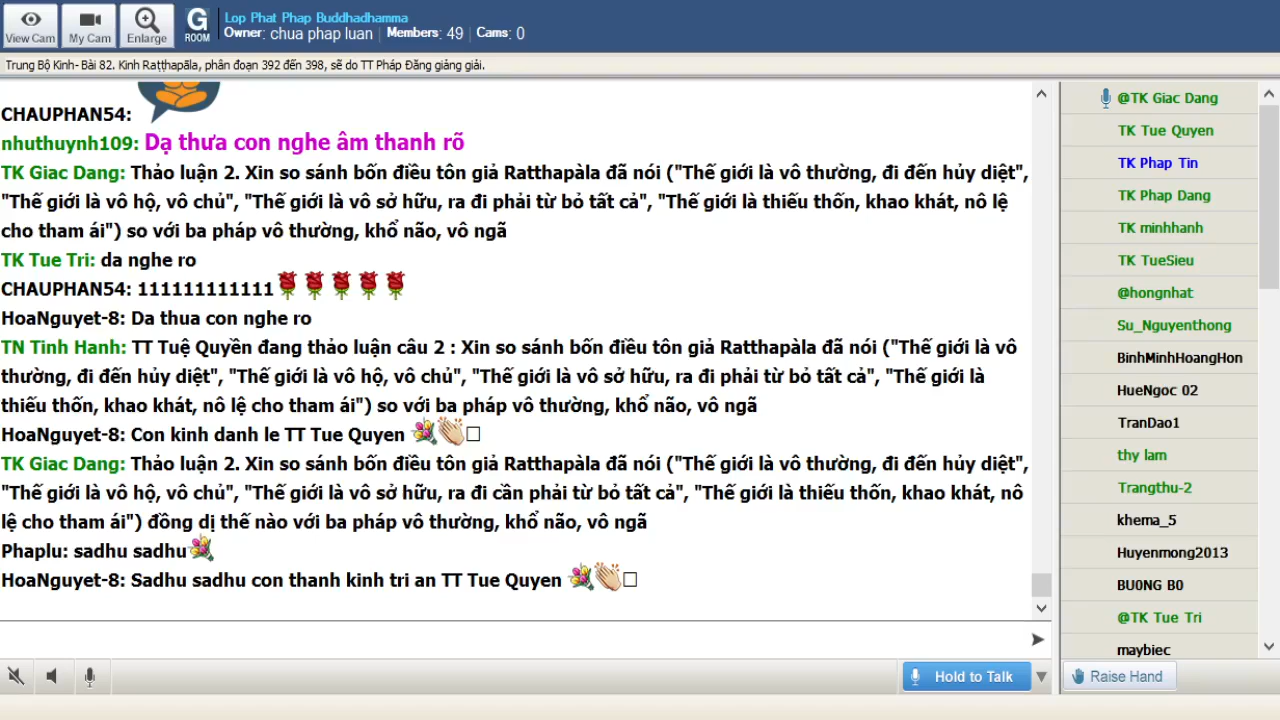 View Cam
My Cam
Enlarge
G
ROOM
Lop Phat Phap Buddhadhamma
Owner: chua phap luan | Members: 49 | Cams: 0
Trung Bộ Kinh- Bài 82. Kinh Raṭṭhapāla, phân đoạn 392 đến 398, sẽ do TT Pháp Đăng giảng giải.
CHAUPHAN54:
nhuthuynh109: Dạ thưa con nghe âm thanh rõ
TK Giac Dang: Thảo luận 2. Xin so sánh bốn điều tôn giả Ratthapàla đã nói ("Thế giới là vô thường, đi đến hủy diệt",
"Thế giới là vô hộ, vô chủ", "Thế giới là vô sở hữu, ra đi phải từ bỏ tất cả", "Thế giới là thiếu thốn, khao khát, nô lệ
cho tham ái") so với ba pháp vô thường, khổ não, vô ngã
TK Tue Tri: da nghe ro
CHAUPHAN54: 111111111111
HoaNguyet-8: Da thua con nghe ro
TN Tinh Hanh: TT Tuệ Quyền đang thảo luận câu 2 : Xin so sánh bốn điều tôn giả Ratthapàla đã nói ("Thế giới là vô
thường, đi đến hủy diệt", "Thế giới là vô hộ, vô chủ", "Thế giới là vô sở hữu, ra đi phải từ bỏ tất cả", "Thế giới là
thiếu thốn, khao khát, nô lệ cho tham ái") so với ba pháp vô thường, khổ não, vô ngã
HoaNguyet-8: Con kinh danh le TT Tue Quyen
TK Giac Dang: Thảo luận 2. Xin so sánh bốn điều tôn giả Ratthapàla đã nói ("Thế giới là vô thường, đi đến hủy diệt",
"Thế giới là vô hộ, vô chủ", "Thế giới là vô sở hữu, ra đi cần phải từ bỏ tất cả", "Thế giới là thiếu thốn, khao khát, nô
lệ cho tham ái") đồng dị thế nào với ba pháp vô thường, khổ não, vô ngã
Phaplu: sadhu sadhu
HoaNguyet-8: Sadhu sadhu con thanh kinh tri an TT Tue Quyen
@TK Giac Dang
TK Tue Quyen
TK Phap Tin
TK Phap Dang
TK minhhanh
TK TueSieu
@hongnhat
Su_Nguyenthong
BinhMinhHoangHon
HueNgoc 02
TranDao1
thy lam
Trangthu-2
khema_5
Huyenmong2013
BU0NG B0
@TK Tue Tri
maybiec
Hold to Talk
Raise Hand